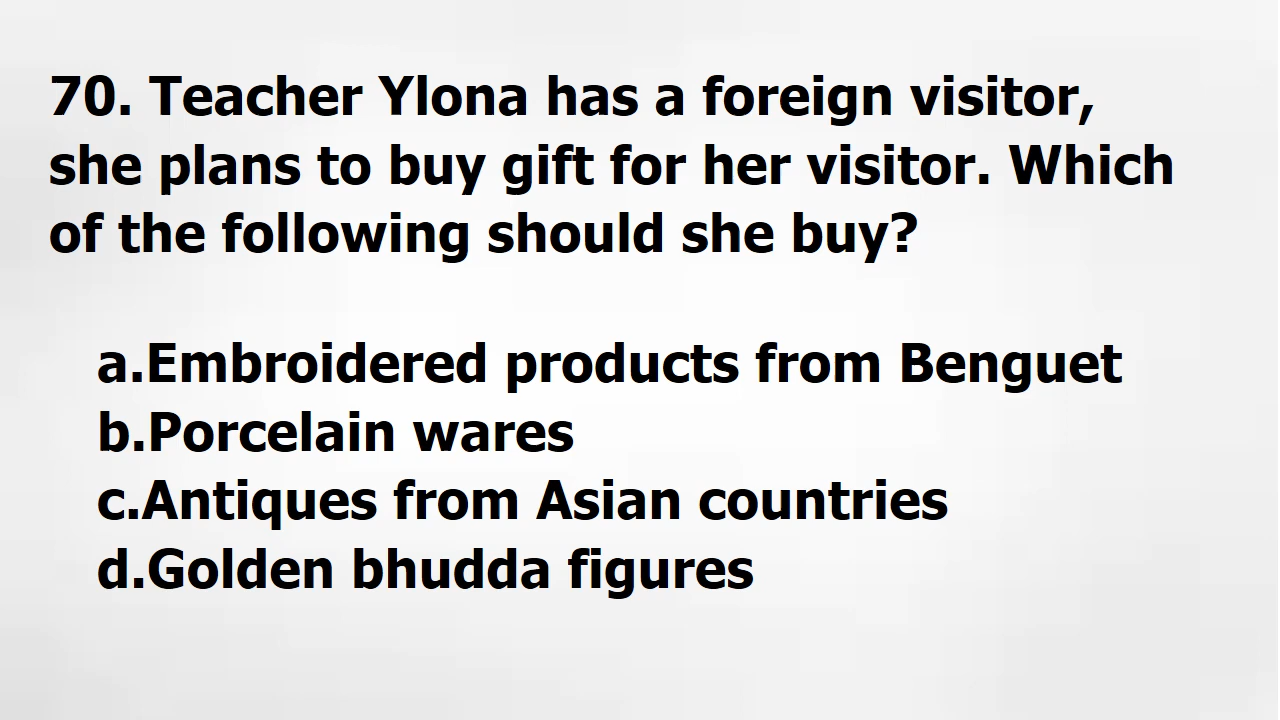 70. Teacher Ylona has a foreign visitor,
she plans to buy gift for her visitor. Which
of the following should she buy?
a.Embroidered products from Benguet
b.Porcelain wares
c.Antiques from Asian countries
d.Golden bhudda figures